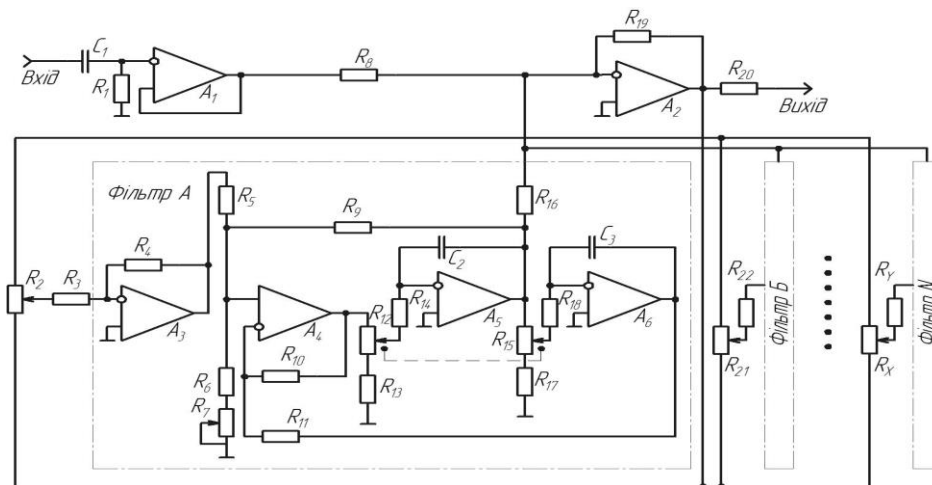 R19
C1
R8
R20
Вхід
R1
A1
A2
Вихід
Фільтр А
R5
R16
R9
R4
C2
C3
R2
R3
R22
RY
R14
R18
R12
A3
A4
A5
R15
A6
R10
R13
R17
R21
RX
R6
R7
R11
Фільтр Б
Фільтр N